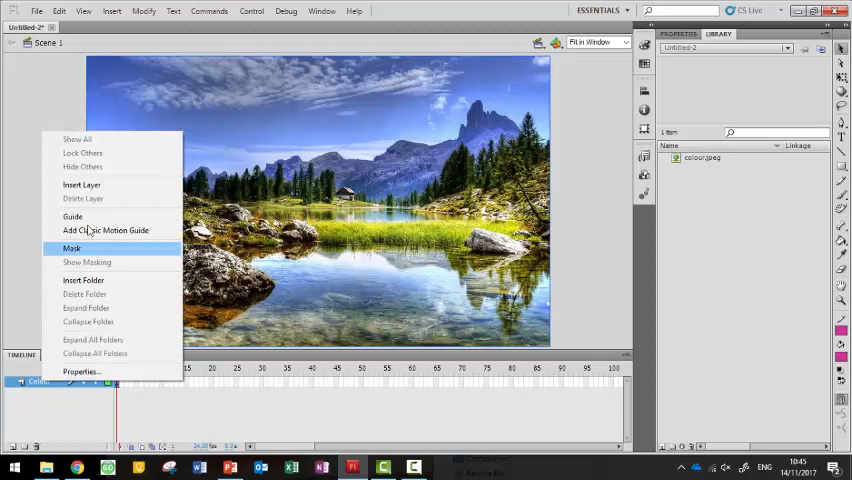 File Edit View Insert Modify Text Commands Control Debug Window Help
ESSENTIALS
CS Live
Untitled-2*
Scene 1
Fit in Window
PROPERTIES LIBRARY
Untitled-2
1 item
Name Linkage
colour.jpeg
Show All
Lock Others
Hide Others
Insert Layer
Delete Layer
Guide
Add Classic Motion Guide
Mask
Show Masking
Insert Folder
Delete Folder
Expand Folder
Collapse Folder
Expand All Folders
Collapse All Folders
Properties...
TIMELINE
15 20 25 30 35 40 45 50 55 60 65 70 75 80 85 90 95 100
Colour
1 24.00 fps 0.0s
ENG
10:45
14/11/2017